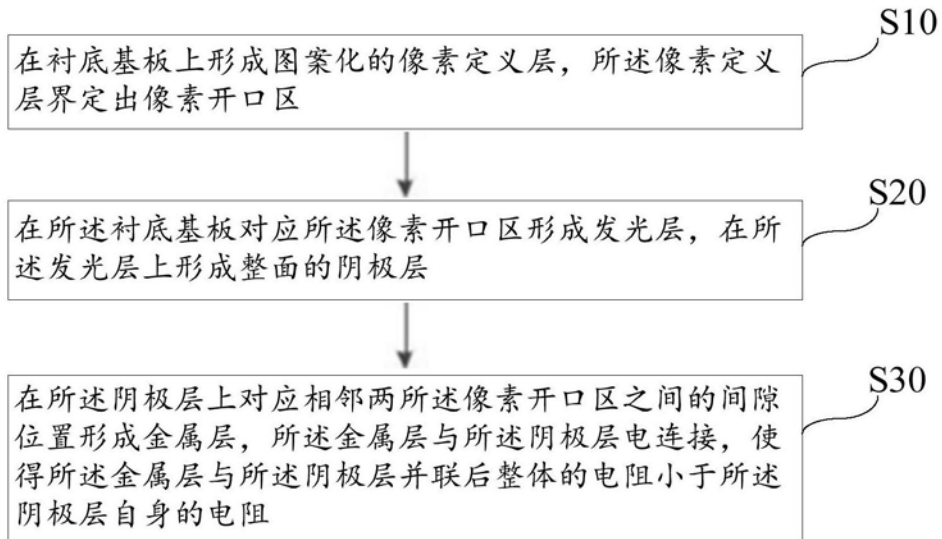 S10
在衬底基板上形成图案化的像素定义层，所述像素定义
层界定出像素开口区
S20
在所述衬底基板对应所述像素开口区形成发光层，在所
述发光层上形成整面的阴极层
S30
在所述阴极层上对应相邻两所述像素开口区之间的间隙
位置形成金属层，所述金属层与所述阴极层电连接，使
得所述金属层与所述阴极层并联后整体的电阻小于所述
阴极层自身的电阻